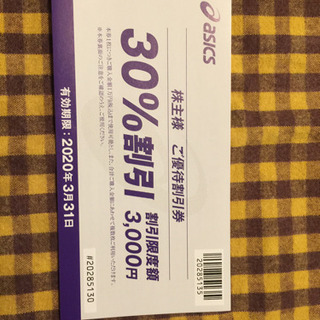 asics
株主様 ご優待割引券
30%割引
割引限度額
3,000円
有効期限:2020年3月31日
20285135
#20285130